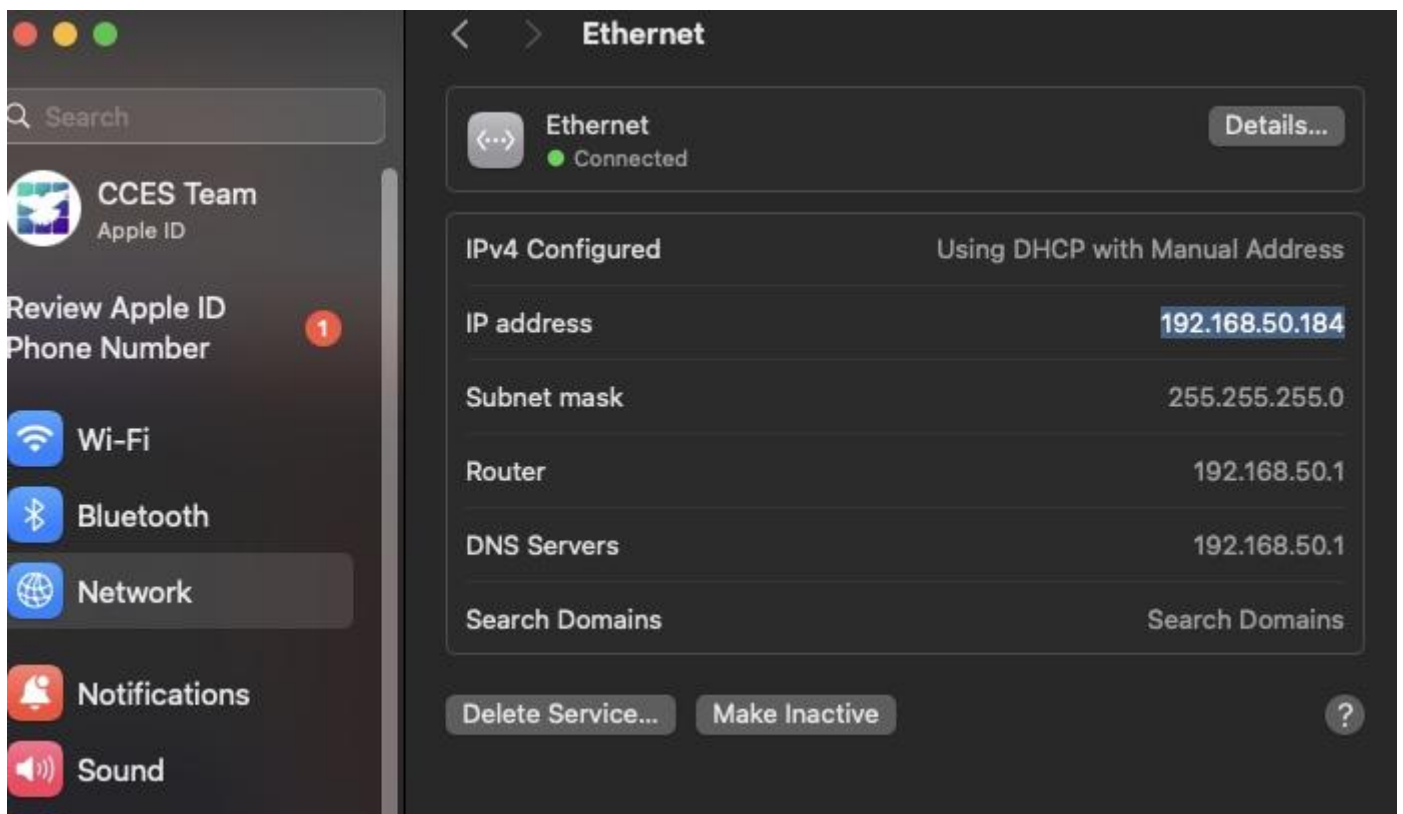 Search
CCES Team
Apple ID
Review Apple ID
Phone Number
1
Wi-Fi
Bluetooth
Network
Notifications
Sound
Ethernet
Ethernet
Connected
Details...
IPv4 Configured
Using DHCP with Manual Address
IP address
192.168.50.184
Subnet mask
255.255.255.0
Router
192.168.50.1
DNS Servers
192.168.50.1
Search Domains
Search Domains
Delete Service...
Make Inactive
?